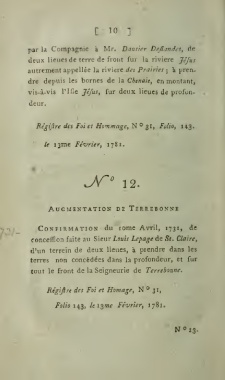 [ 10 ]
par la Compagnie à Mr. Dautier Deslandes, de
deux lieues de terre de front sur la riviere Jésus
autrement appellée la riviere des Prairies; à pren-
dre depuis les bornes de la Chenaie, en montant,
vis-à-vis l'Isle Jésus, sur deux lieues de profon-
deur.
Régistre des Foi et Hommage, N° 31, Folio, 143.
le 13me Février, 1781.
N° 12.
AUGMENTATION DE TERREBONNE
CONFIRMATION du 10me Avril, 1731, de
concession faite au Sieur Louis Lepage de St. Claire,
d'un terrein de deux lieues, à prendre dans les
terres non concédées dans la profondeur, et sur
tout le front de la Seigneurie de Terrebonne.
Régistre des Foi et Homage, N° 31,
Folio 143, le 13me Février, 1781.
N° 13.